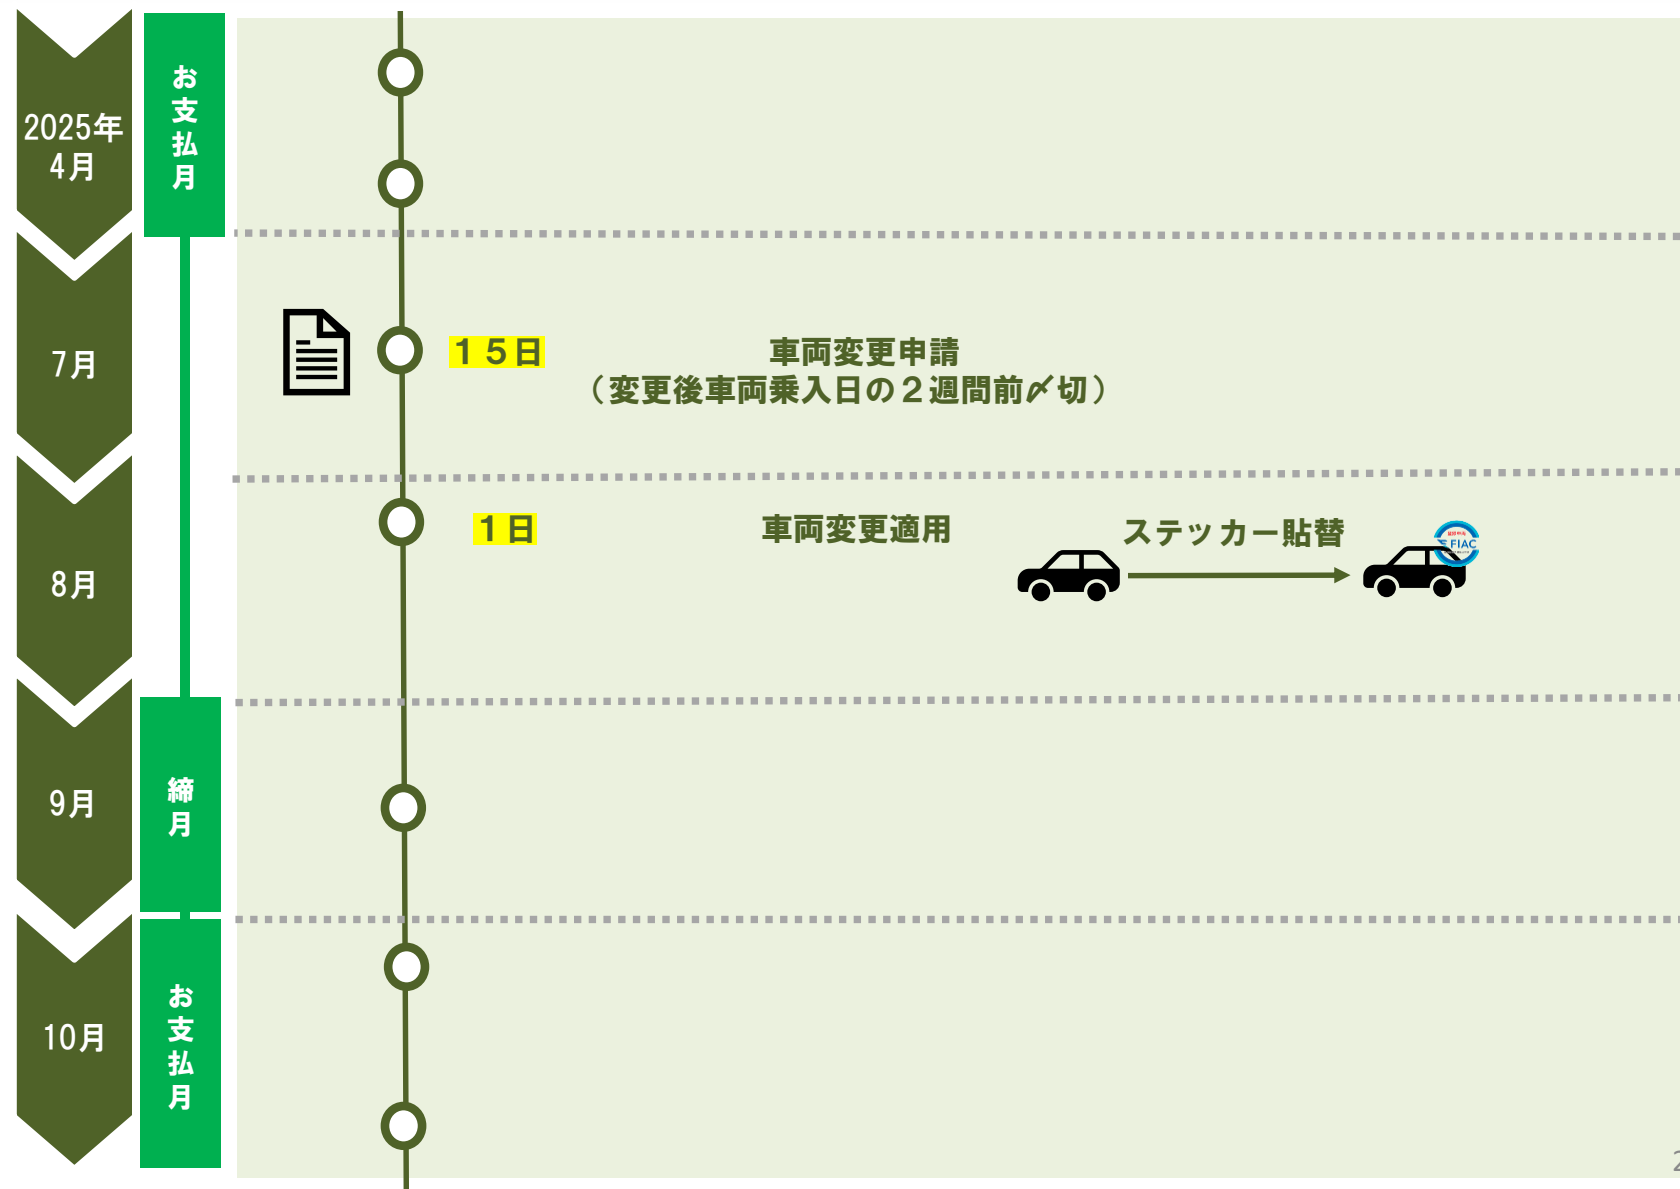 2025年
4月
お支払月
7月
１５日
車両変更申請
（変更後車両乗入日の２週間前〆切）
8月
１日
車両変更適用
ステッカー貼替
FIAC
9月
締月
10月
お支払月
2